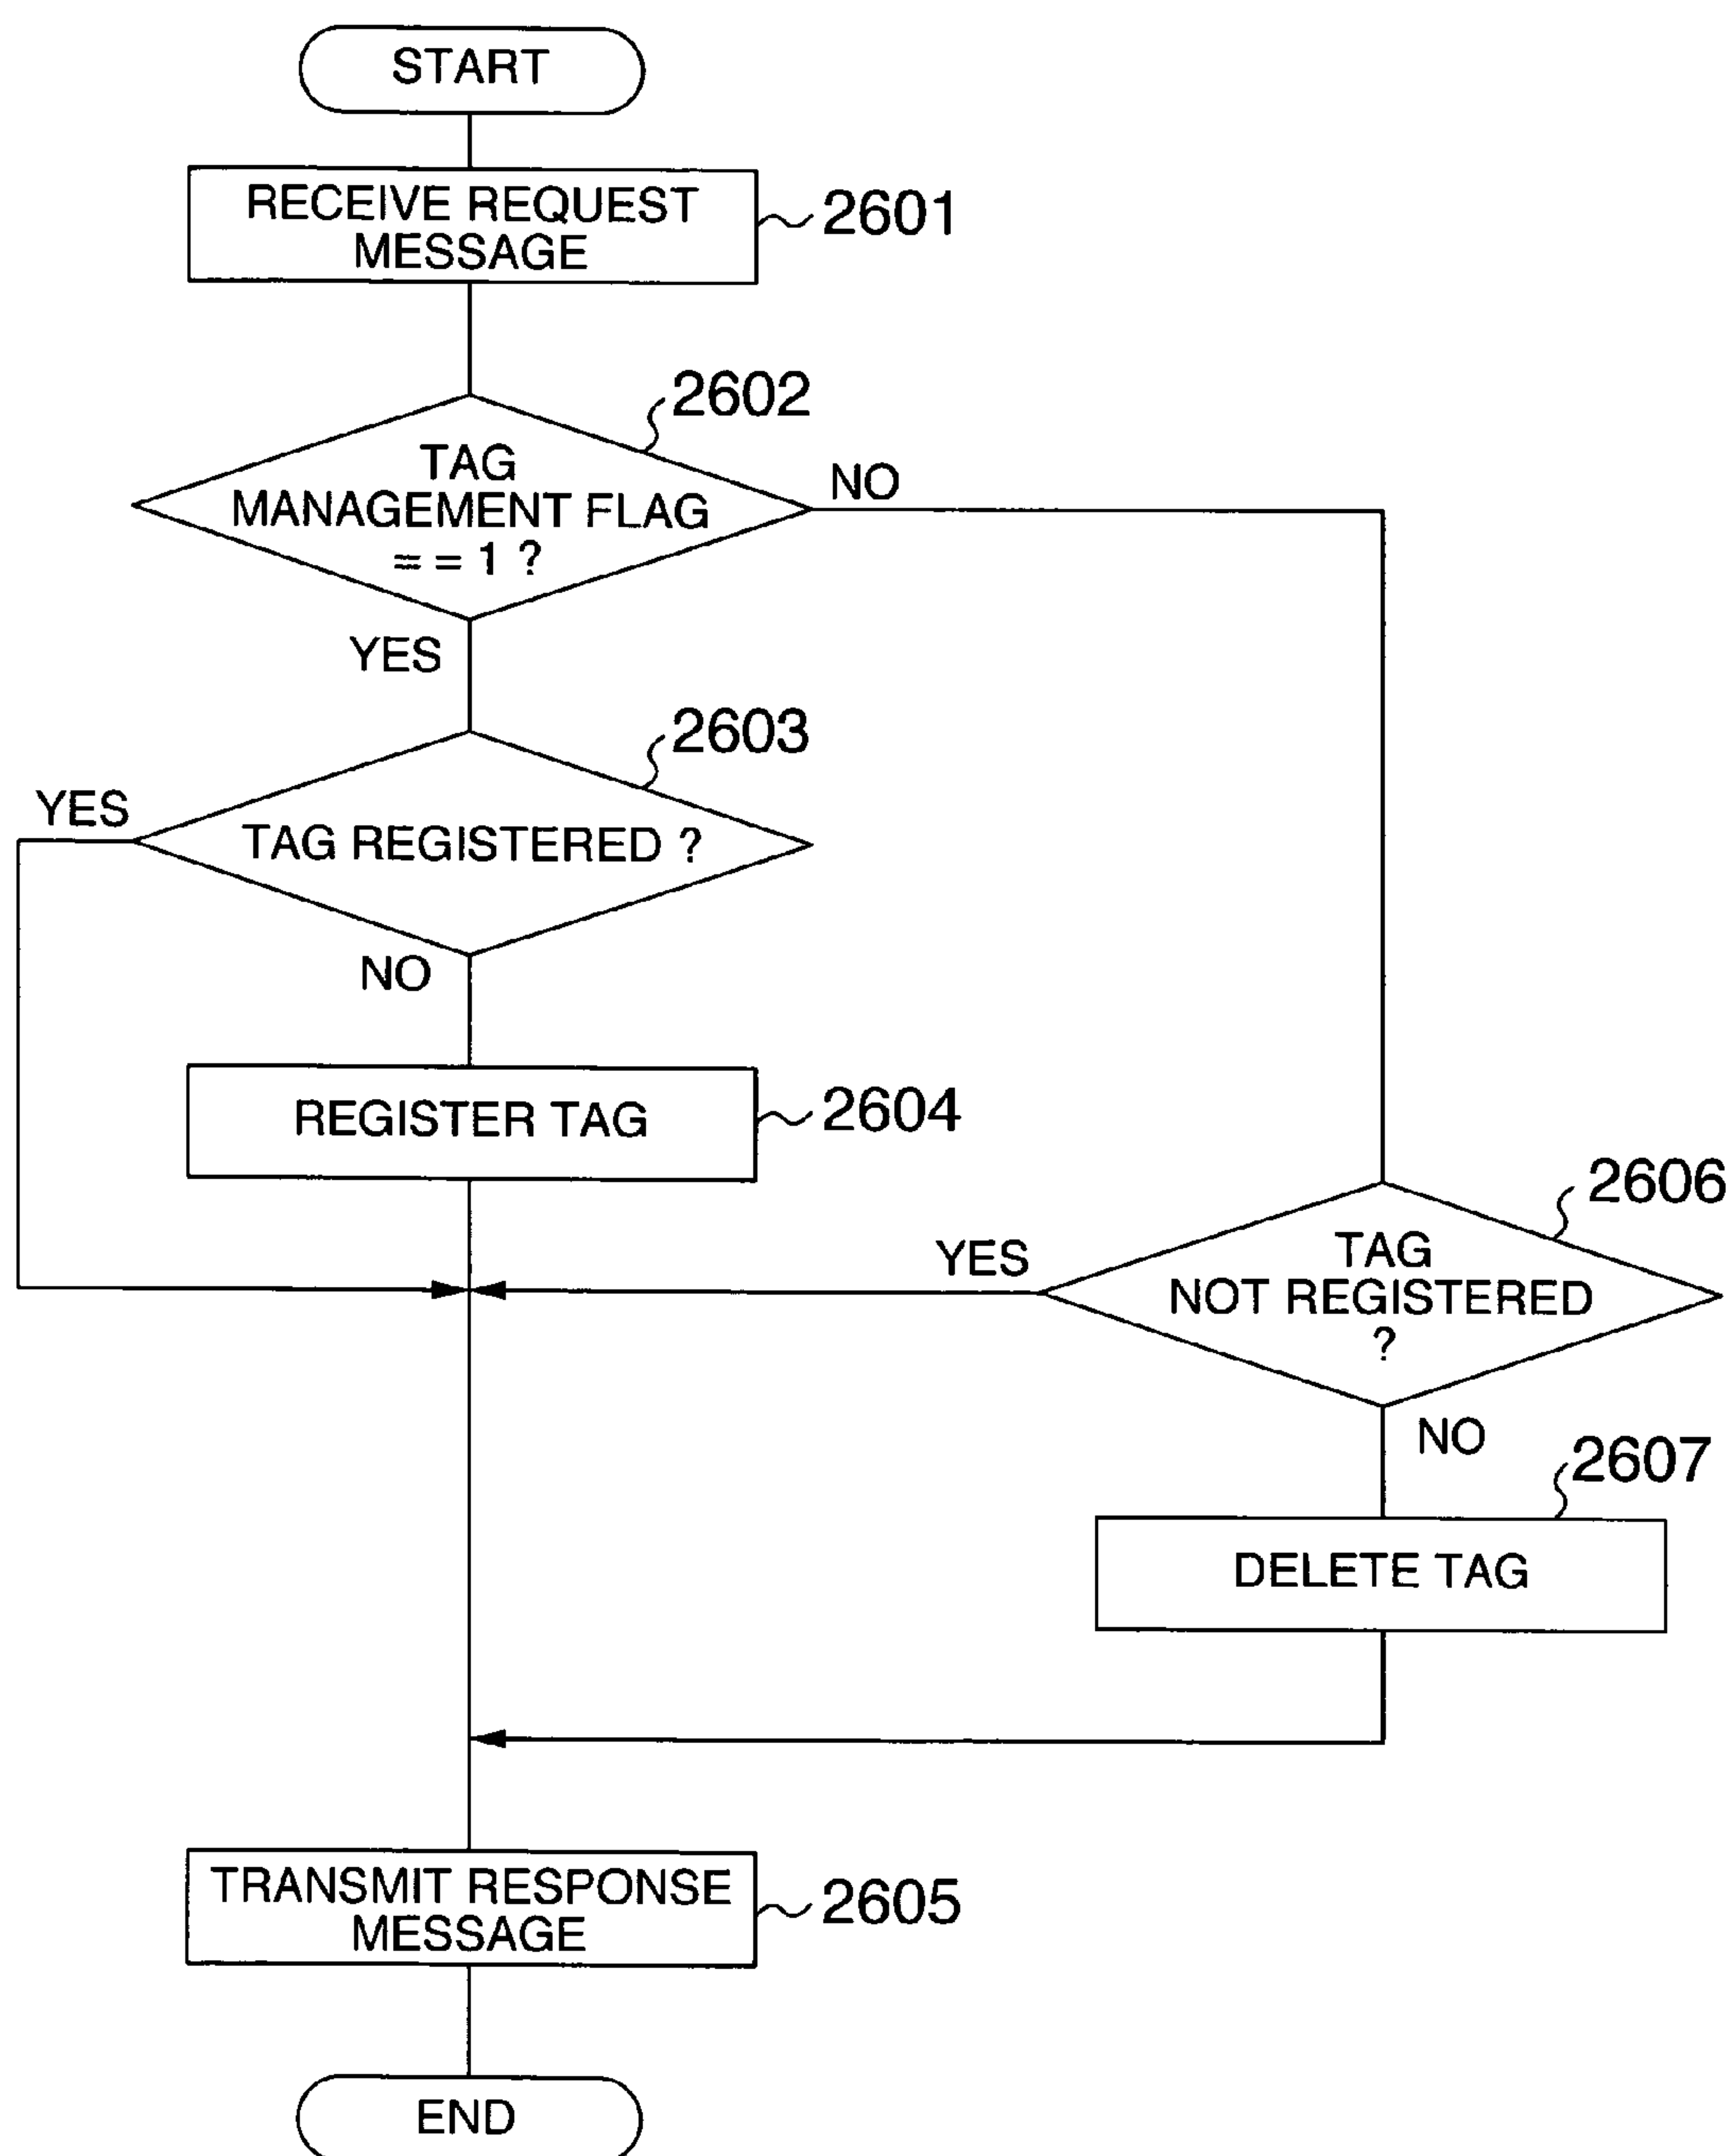 START
RECEIVE REQUEST
MESSAGE
2601
2602
TAG
MANAGEMENT FLAG
= = 1 ?
NO
YES
2603
YES
TAG REGISTERED ?
NO
REGISTER TAG
2604
2606
YES
TAG
NOT REGISTERED
?
NO
2607
DELETE TAG
TRANSMIT RESPONSE
MESSAGE
2605
END